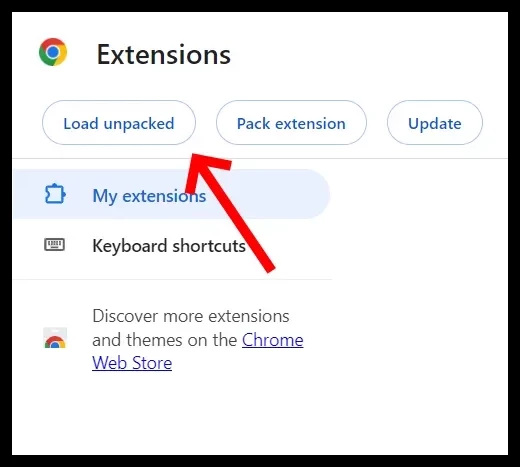 Extensions
Load unpacked
Pack extension
Update
My extensions
Keyboard shortcuts
Discover more extensions
and themes on the Chrome
Web Store